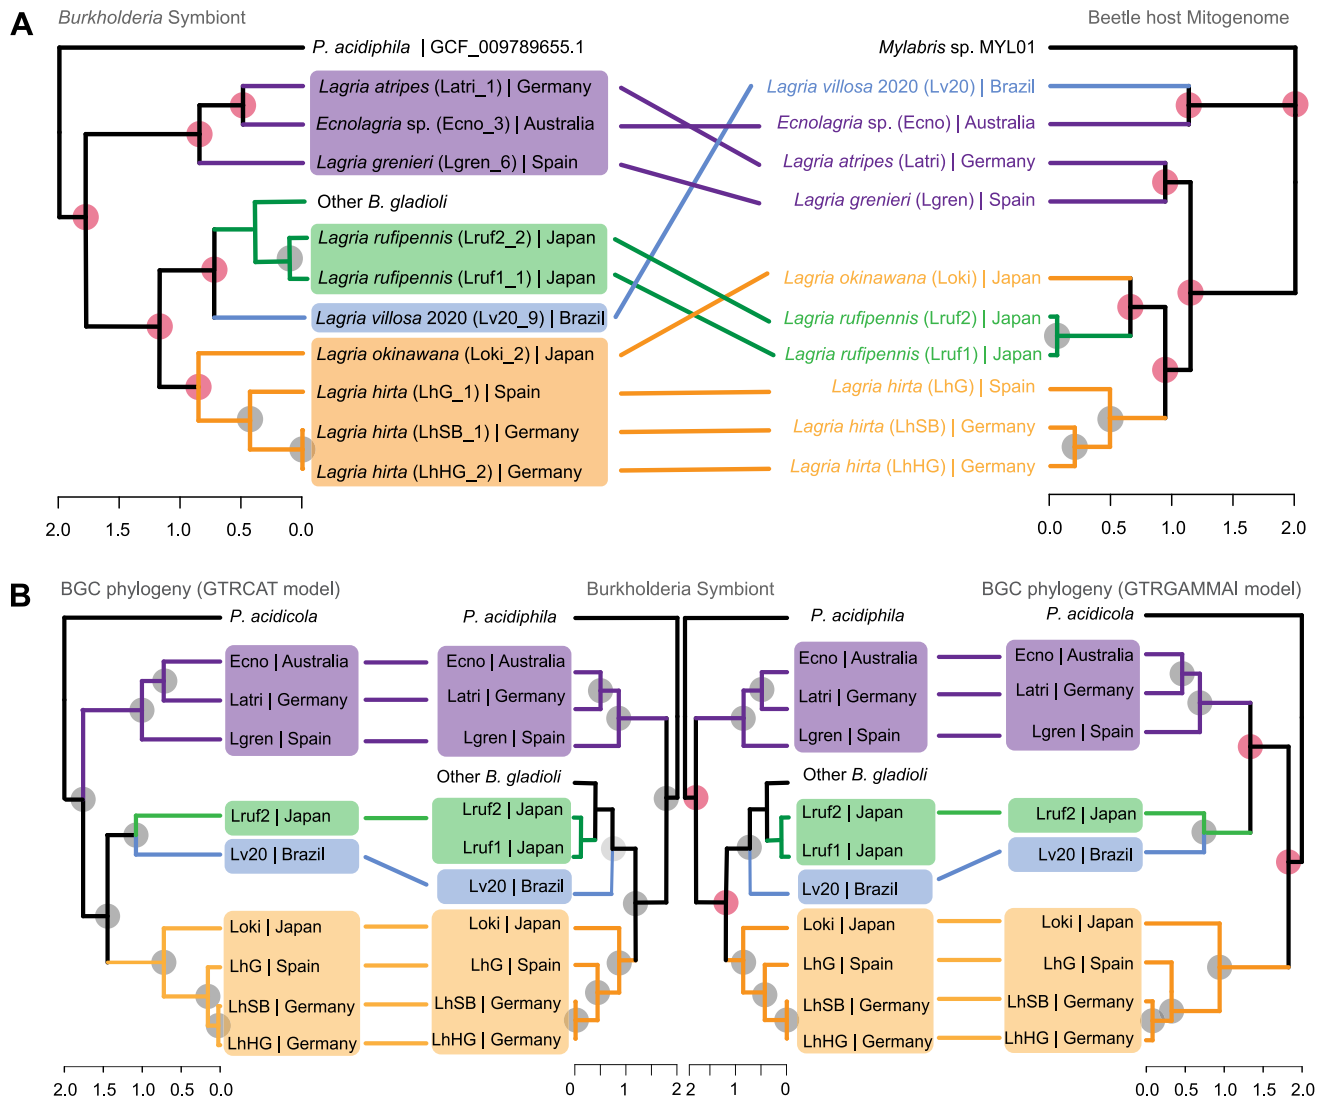 A
Burkholderia Symbiont
Beetle host Mitogenome
P. acidiphila | GCF_009789655.1
Mylabris sp. MYL01
Lagria atripes (Latri_1) | Germany
Lagria villosa 2020 (Lv20) | Brazil
Ecnolagria sp. (Ecno_3) | Australia
Ecnolagria sp. (Ecno) | Australia
Lagria grenieri (Lgren_6) | Spain
Lagria atripes (Latri) | Germany
Other B. gladioli
Lagria grenieri (Lgren) | Spain
Lagria rufipennis (Lruf2_2) | Japan
Lagria rufipennis (Lruf1_1) | Japan
Lagria okinawana (Loki) | Japan
Lagria villosa 2020 (Lv20_9) | Brazil
Lagria rufipennis (Lruf2) | Japan
Lagria okinawana (Loki_2) | Japan
Lagria rufipennis (Lruf1) | Japan
Lagria hirta (LhG_1) | Spain
Lagria hirta (LhG) | Spain
Lagria hirta (LhSB_1) | Germany
Lagria hirta (LhSB) | Germany
Lagria hirta (LhHG_2) | Germany
Lagria hirta (LhHG) | Germany
2.0 1.5 1.0 0.5 0.0
0.0 0.5 1.0 1.5 2.0
B
BGC phylogeny (GTRCAT model)
Burkholderia Symbiont
BGC phylogeny (GTRGAMMAI model)
P. acidicola
P. acidiphila
P. acidiphila
P. acidicola
Ecno | Australia
Ecno | Australia
Ecno | Australia
Ecno | Australia
Latri | Germany
Latri | Germany
Latri | Germany
Latri | Germany
Lgren | Spain
Lgren | Spain
Lgren | Spain
Lgren | Spain
Other B. gladioli
Other B. gladioli
Lruf2 | Japan
Lruf2 | Japan
Lruf2 | Japan
Lruf2 | Japan
Lruf1 | Japan
Lruf1 | Japan
Lv20 | Brazil
Lv20 | Brazil
Lv20 | Brazil
Lv20 | Brazil
Loki | Japan
Loki | Japan
Loki | Japan
Loki | Japan
LhG | Spain
LhG | Spain
LhG | Spain
LhG | Spain
LhSB | Germany
LhSB | Germany
LhSB | Germany
LhSB | Germany
LhHG | Germany
LhHG | Germany
LhHG | Germany
LhHG | Germany
2.0 1.5 1.0 0.5 0.0
0 1 2
2 1 0
0.0 0.5 1.0 1.5 2.0